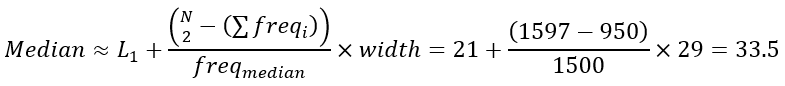 Median ≈ L₁ + ((N 2 − (∑ freqᵢ)) / freq_median) × width = 21 + ((1597 − 950) / 1500) × 29 = 33.5